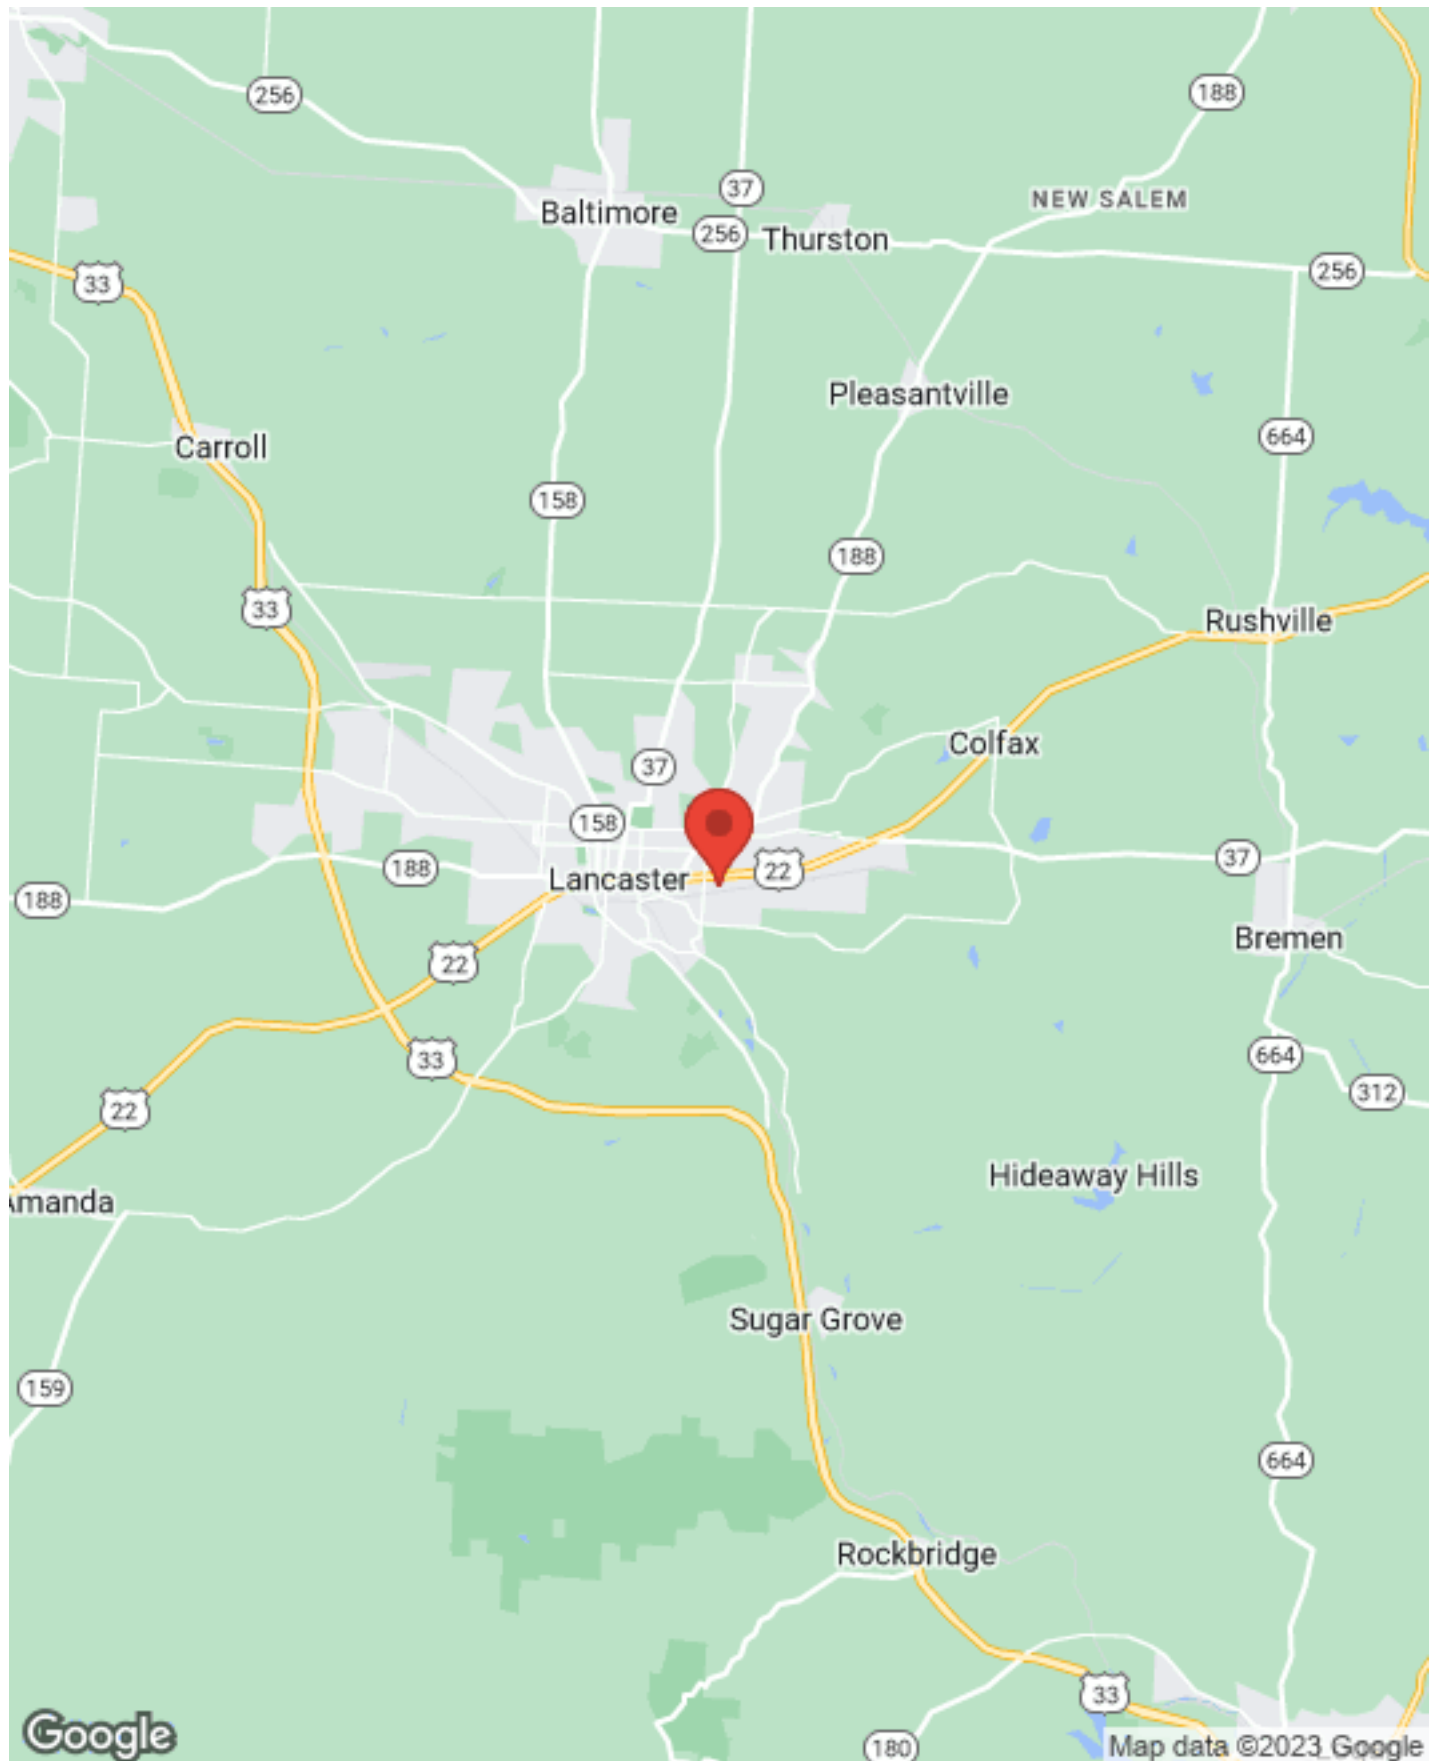 256
188
37
NEW SALEM
Baltimore
256
Thurston
256
33
Pleasantville
664
Carroll
158
188
33
Rushville
Colfax
37
158
37
188
22
Lancaster
188
Bremen
22
664
33
312
22
Hideaway Hills
Amanda
Sugar Grove
159
664
Rockbridge
33
Google
180
Map data ©2023 Google